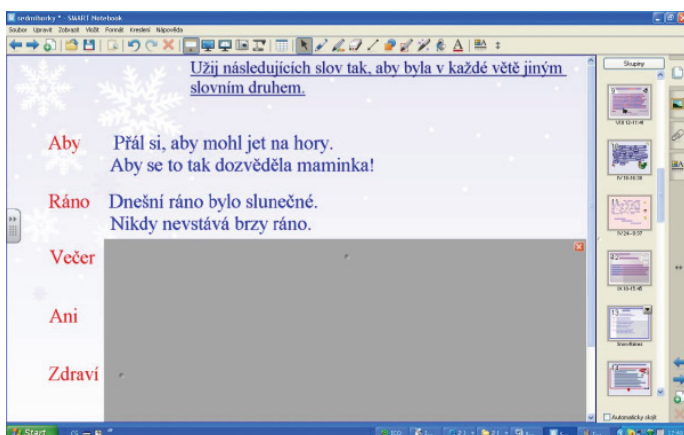 sedmihorky * - SMART Notebook
Soubor Upravit Zobrazit Vložit Formát Kreslení Nápověda
Skupiny
Užij následujících slov tak, aby byla v každé větě jiným
slovním druhem.
Aby Přál si, aby mohl jet na hory.
Aby se to tak dozvěděla maminka!
Ráno Dnešní ráno bylo slunečné.
Nikdy nevstává brzy ráno.
Večer
Ani
Zdraví
Automaticky skrýt
Start